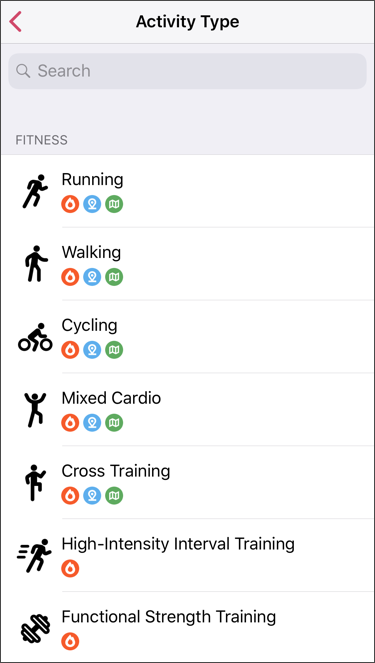 Activity Type
Search
FITNESS
Running
Walking
Cycling
Mixed Cardio
Cross Training
High-Intensity Interval Training
Functional Strength Training